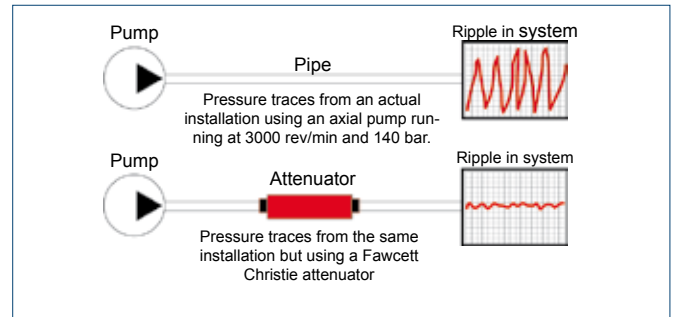 Pump
Ripple in system
Pipe
Pressure traces from an actual
installation using an axial pump run-
ning at 3000 rev/min and 140 bar.
Pump
Ripple in system
Attenuator
Pressure traces from the same
installation but using a Fawcett
Christie attenuator